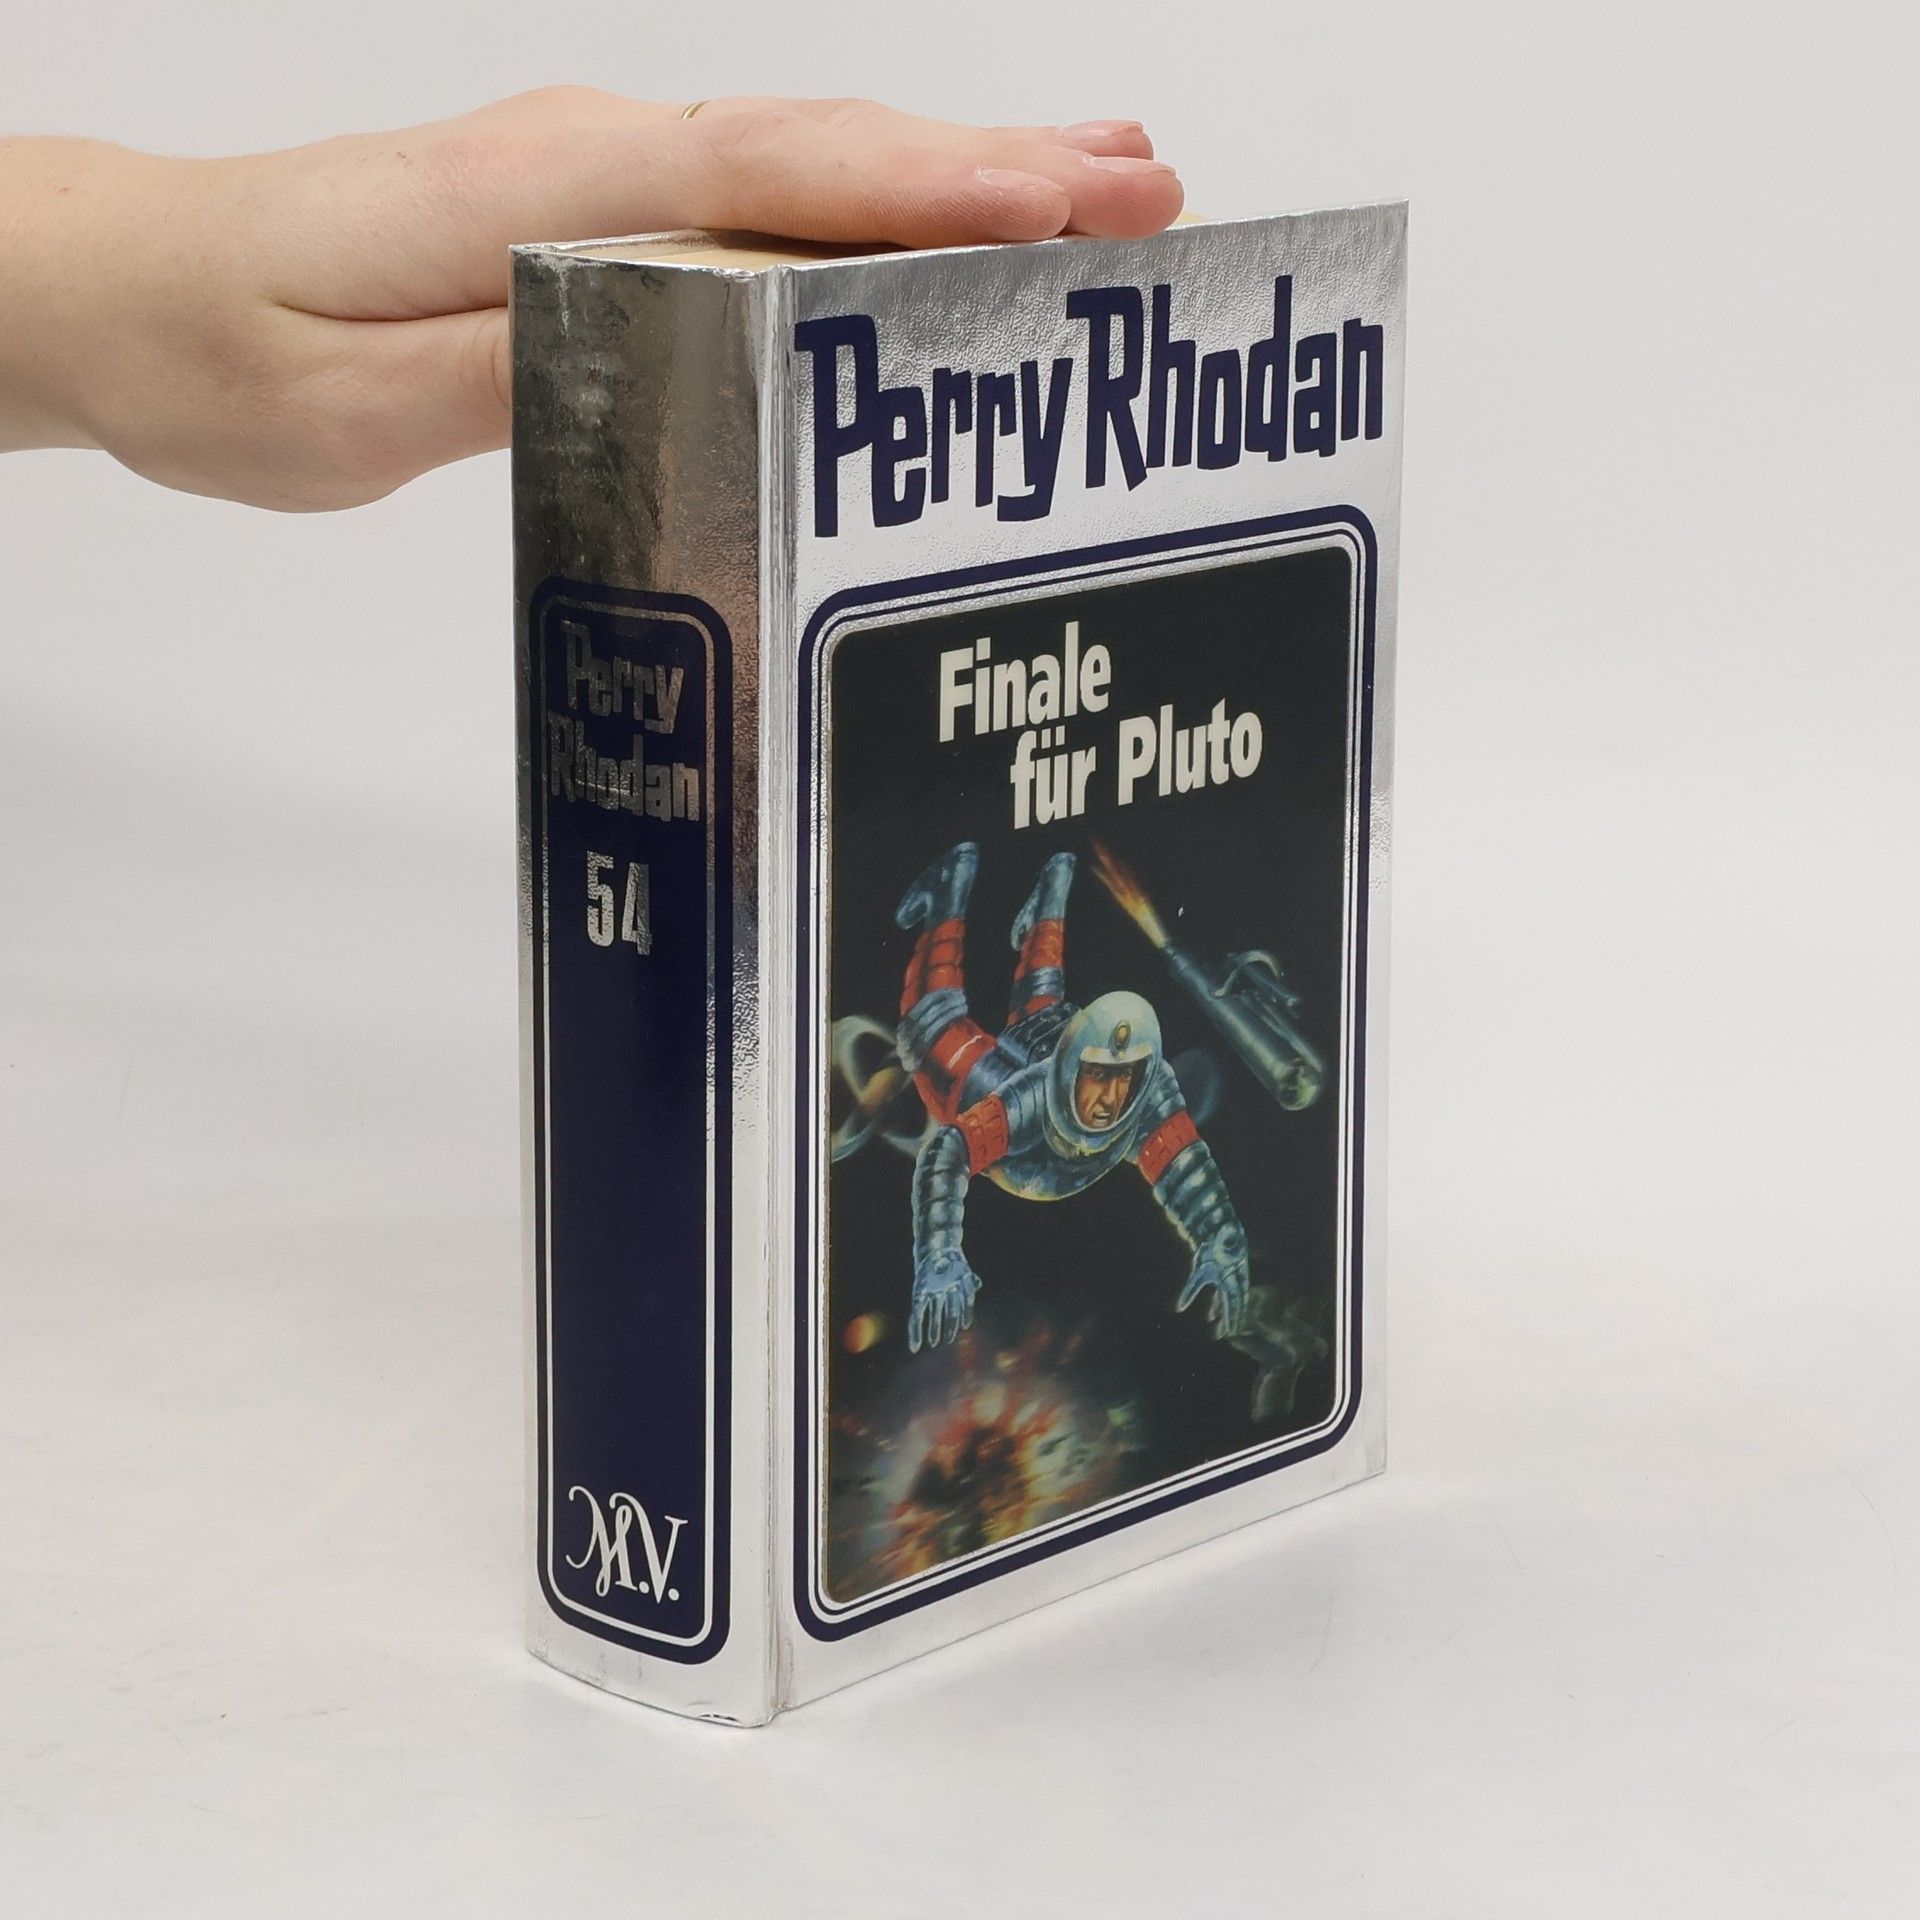 Perry Rhodan
Finale
für Pluto
Perry
Rhodan
54
M.V.